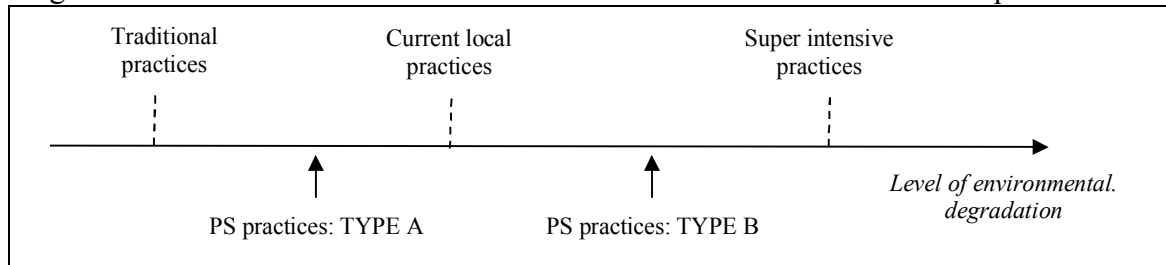 Traditional
practices
Current local
practices
Super intensive
practices
Level of environmental.
degradation
PS practices: TYPE A
PS practices: TYPE B